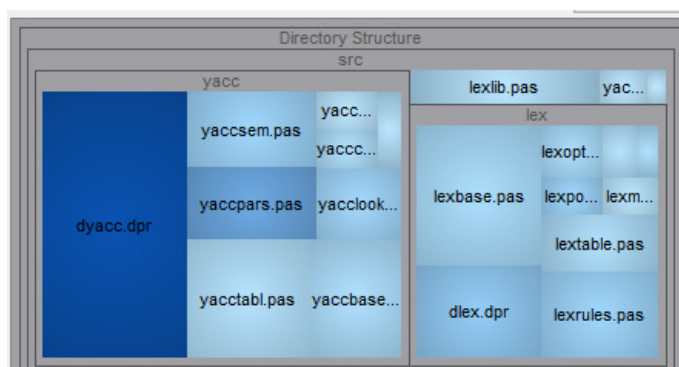 Directory Structure
src
yacc
dyacc.dpr
yaccsem.pas
yacc...
yaccc...
yaccpars.pas
yacclook...
yacctabl.pas
yaccbase...
lexlib.pas
yac...
lex
lexbase.pas
lexopt...
lexpo...
lexm...
lextable.pas
dlex.dpr
lexrules.pas